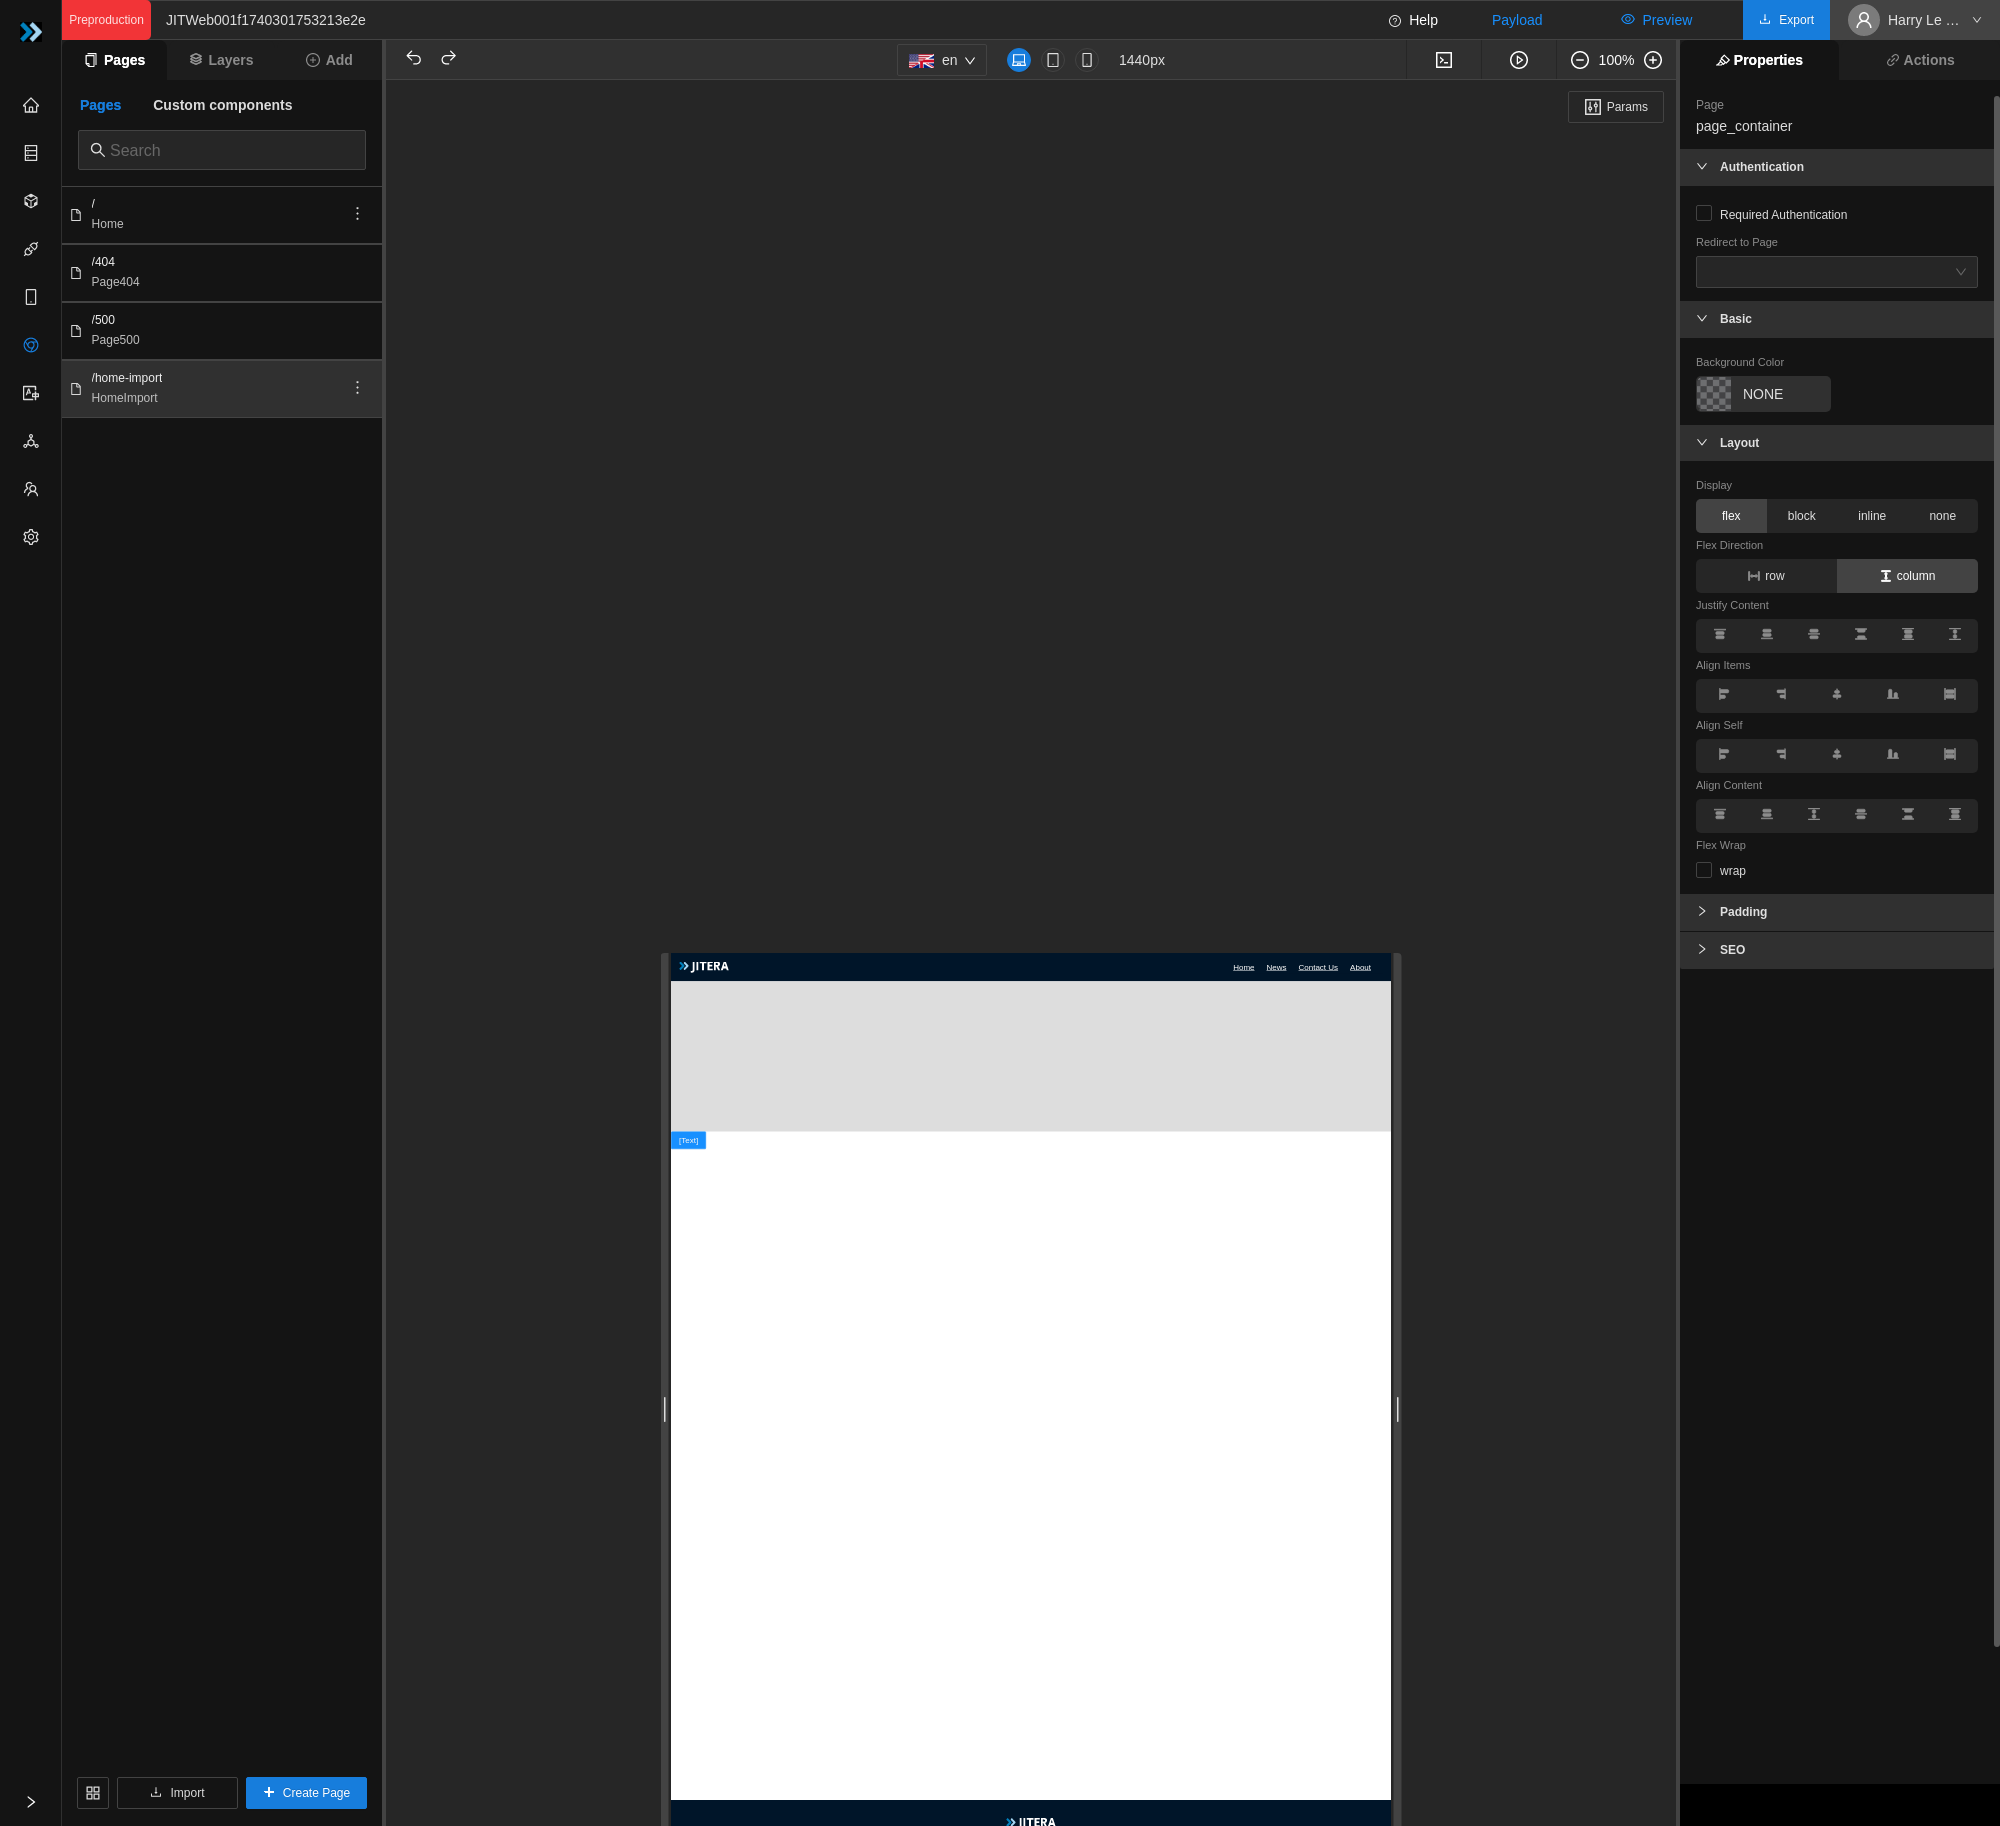 Preproduction
JITWeb001f1740301753213e2e
Help
Payload
Preview
Export
Harry Le ...
Pages
Layers
Add
en
1440px
100%
Properties
Actions
Pages
Custom components
Search
/
Home
/404
Page404
/500
Page500
/home-import
HomeImport
Import
Create Page
Params
JITERA
Home
News
Contact Us
About
[Text]
JITERA
Page
page_container
Authentication
Required Authentication
Redirect to Page
Basic
Background Color
NONE
Layout
Display
flex
block
inline
none
Flex Direction
row
column
Justify Content
Align Items
Align Self
Align Content
Flex Wrap
wrap
Padding
SEO